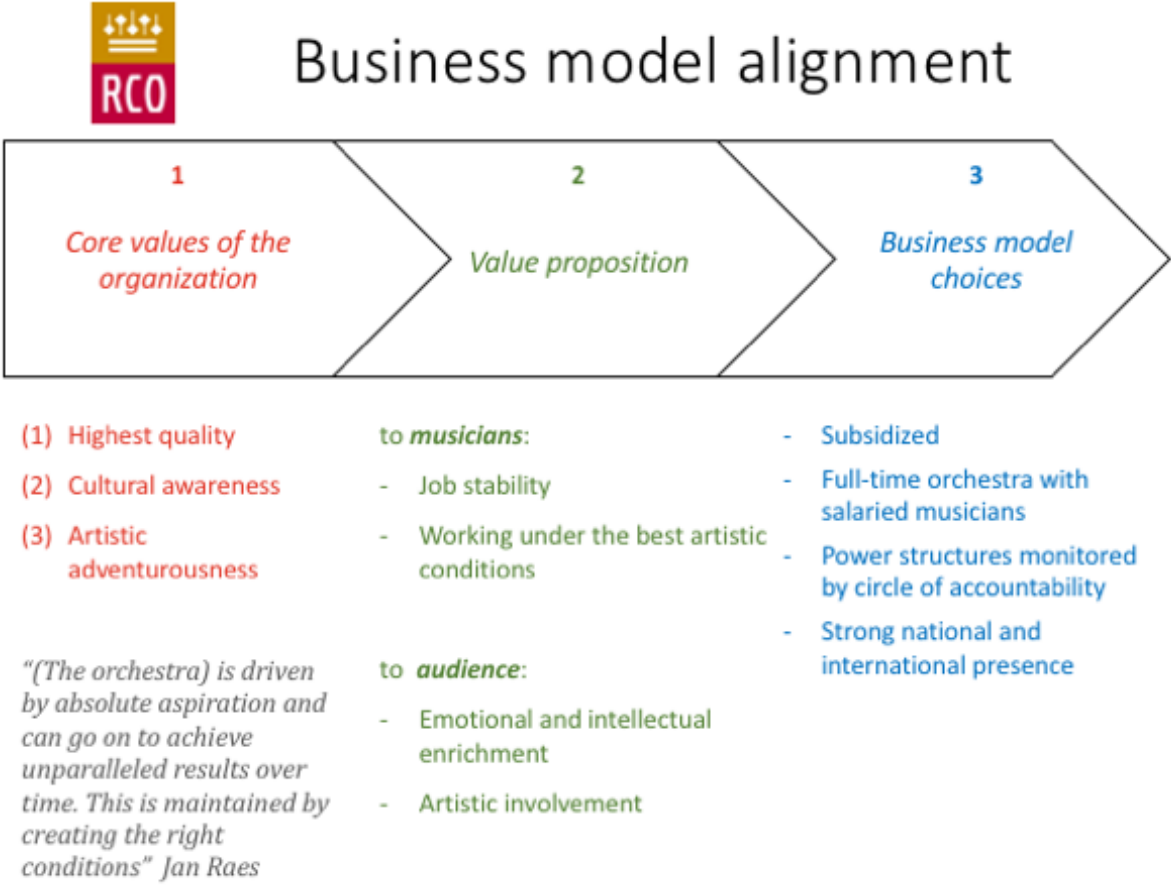 RCO
Business model alignment
1
Core values of the
organization
2
Value proposition
3
Business model
choices
(1) Highest quality
(2) Cultural awareness
(3) Artistic
adventurousness
"(The orchestra) is driven
by absolute aspiration and
can go on to achieve
unparalleled results over
time. This is maintained by
creating the right
conditions" Jan Raes
to musicians:
- Job stability
- Working under the best artistic
conditions
to audience:
- Emotional and intellectual
enrichment
- Artistic involvement
- Subsidized
- Full-time orchestra with
salaried musicians
- Power structures monitored
by circle of accountability
- Strong national and
international presence